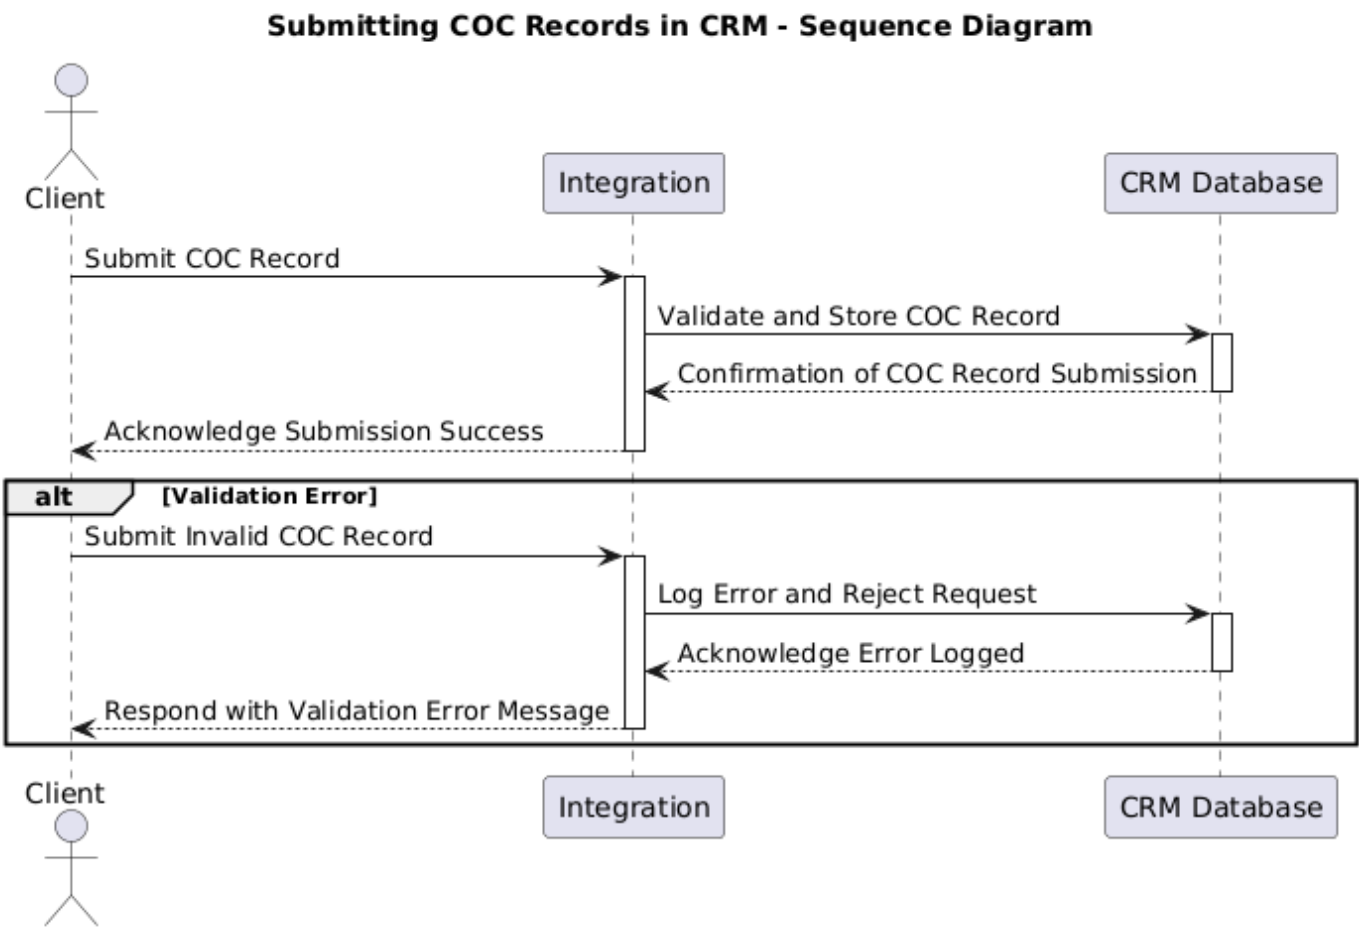 Submitting COC Records in CRM - Sequence Diagram
Client
Integration
CRM Database
Submit COC Record
Validate and Store COC Record
Confirmation of COC Record Submission
Acknowledge Submission Success
alt
[Validation Error]
Submit Invalid COC Record
Log Error and Reject Request
Acknowledge Error Logged
Respond with Validation Error Message
Client
Integration
CRM Database